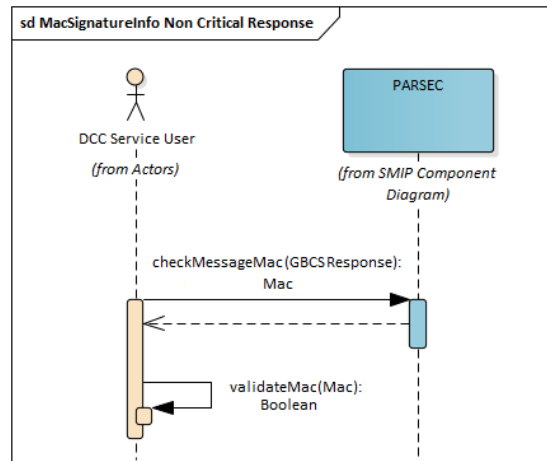 sd MacSignatureInfo Non Critical Response
PARSEC
DCC Service User
(from Actors)
(from SMIP Component
Diagram)
checkMessageMac(GBCSResponse):
Mac
validateMac(Mac):
Boolean